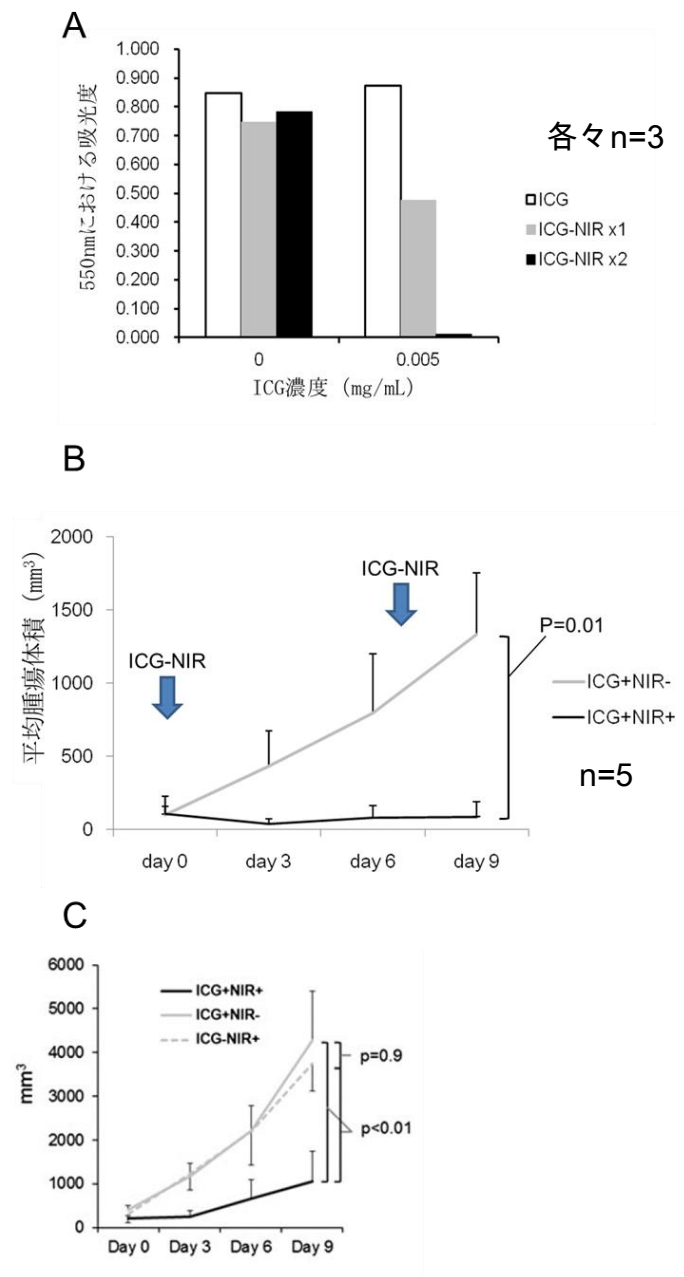 A
1.000
0.900
0.800
0.700
0.600
0.500
0.400
0.300
0.200
0.100
0.000
550nmにおける吸光度
0
0.005
ICG濃度 (mg/mL)
各々n=3
ICG
ICG-NIR x1
ICG-NIR x2
B
2000
1500
1000
500
0
平均腫瘍体積 (mm³)
ICG-NIR
ICG-NIR
P=0.01
ICG+NIR-
ICG+NIR+
n=5
day 0
day 3
day 6
day 9
C
6000
5000
4000
3000
2000
1000
0
mm³
ICG+NIR+
ICG+NIR-
ICG-NIR+
p=0.9
p<0.01
Day 0
Day 3
Day 6
Day 9